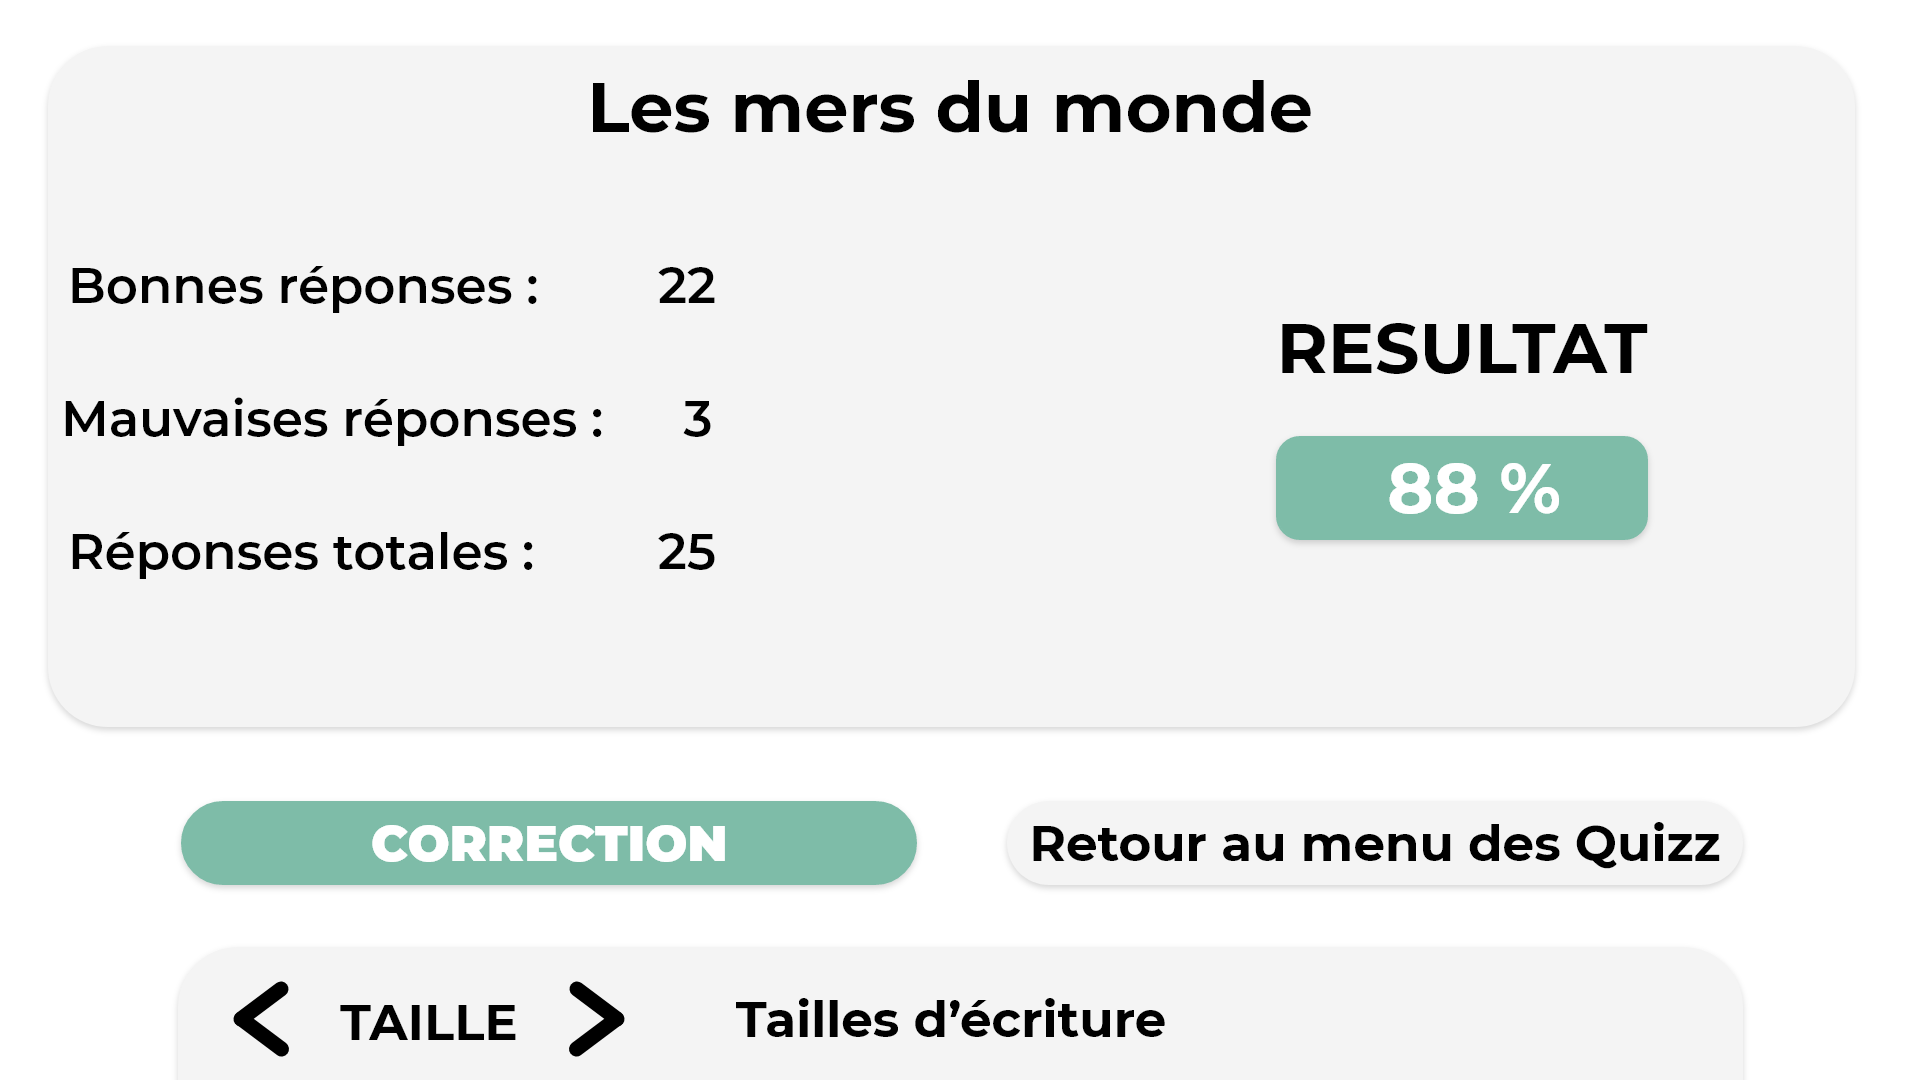 Les mers du monde
Bonnes réponses : 22
Mauvaises réponses : 3
Réponses totales : 25
RESULTAT
88 %
CORRECTION
Retour au menu des Quizz
TAILLE
Tailles d’écriture